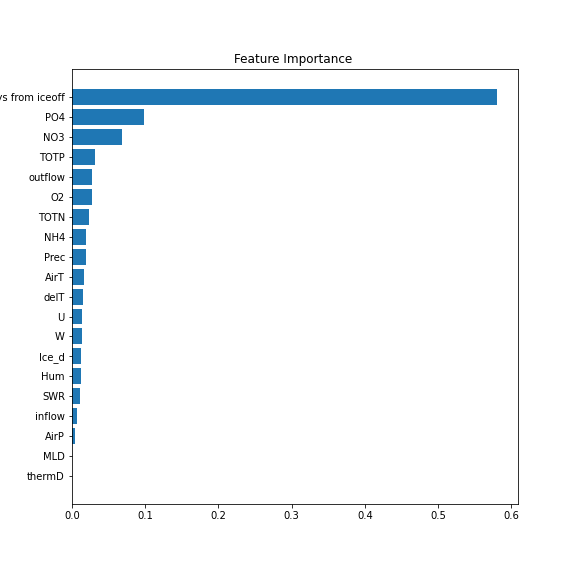 Feature Importance
ys from iceoff
PO4
NO3
TOTP
outflow
O2
TOTN
NH4
Prec
AirT
delT
U
W
Ice_d
Hum
SWR
inflow
AirP
MLD
thermD
0.0 0.1 0.2 0.3 0.4 0.5 0.6